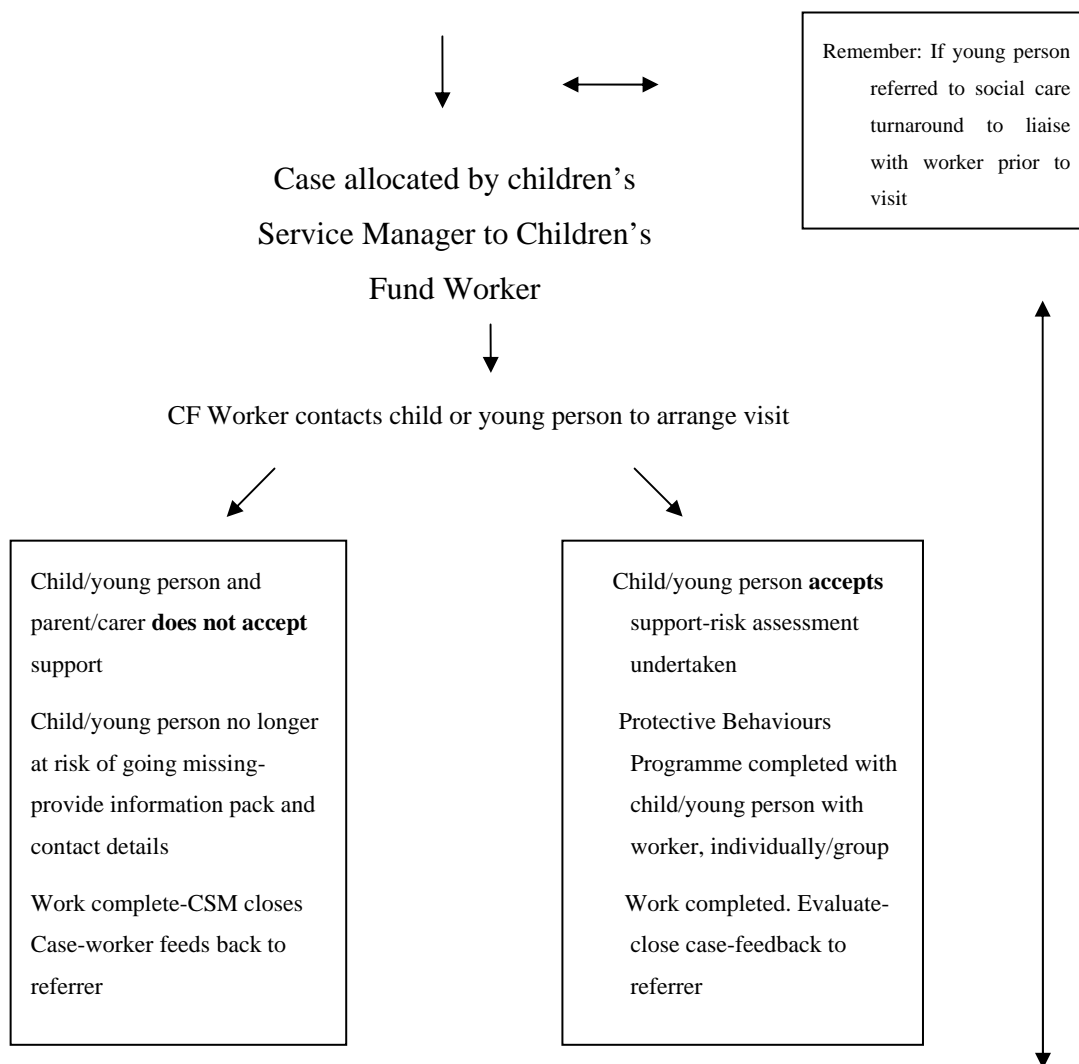 Remember: If young person
referred to social care
turnaround to liaise
with worker prior to
visit
Case allocated by children’s
Service Manager to Children’s
Fund Worker
CF Worker contacts child or young person to arrange visit
Child/young person and
parent/carer does not accept
support
Child/young person no longer
at risk of going missing-
provide information pack and
contact details
Work complete-CSM closes
Case-worker feeds back to
referrer
Child/young person accepts
support-risk assessment
undertaken
Protective Behaviours
Programme completed with
child/young person with
worker, individually/group
Work completed. Evaluate-
close case-feedback to
referrer